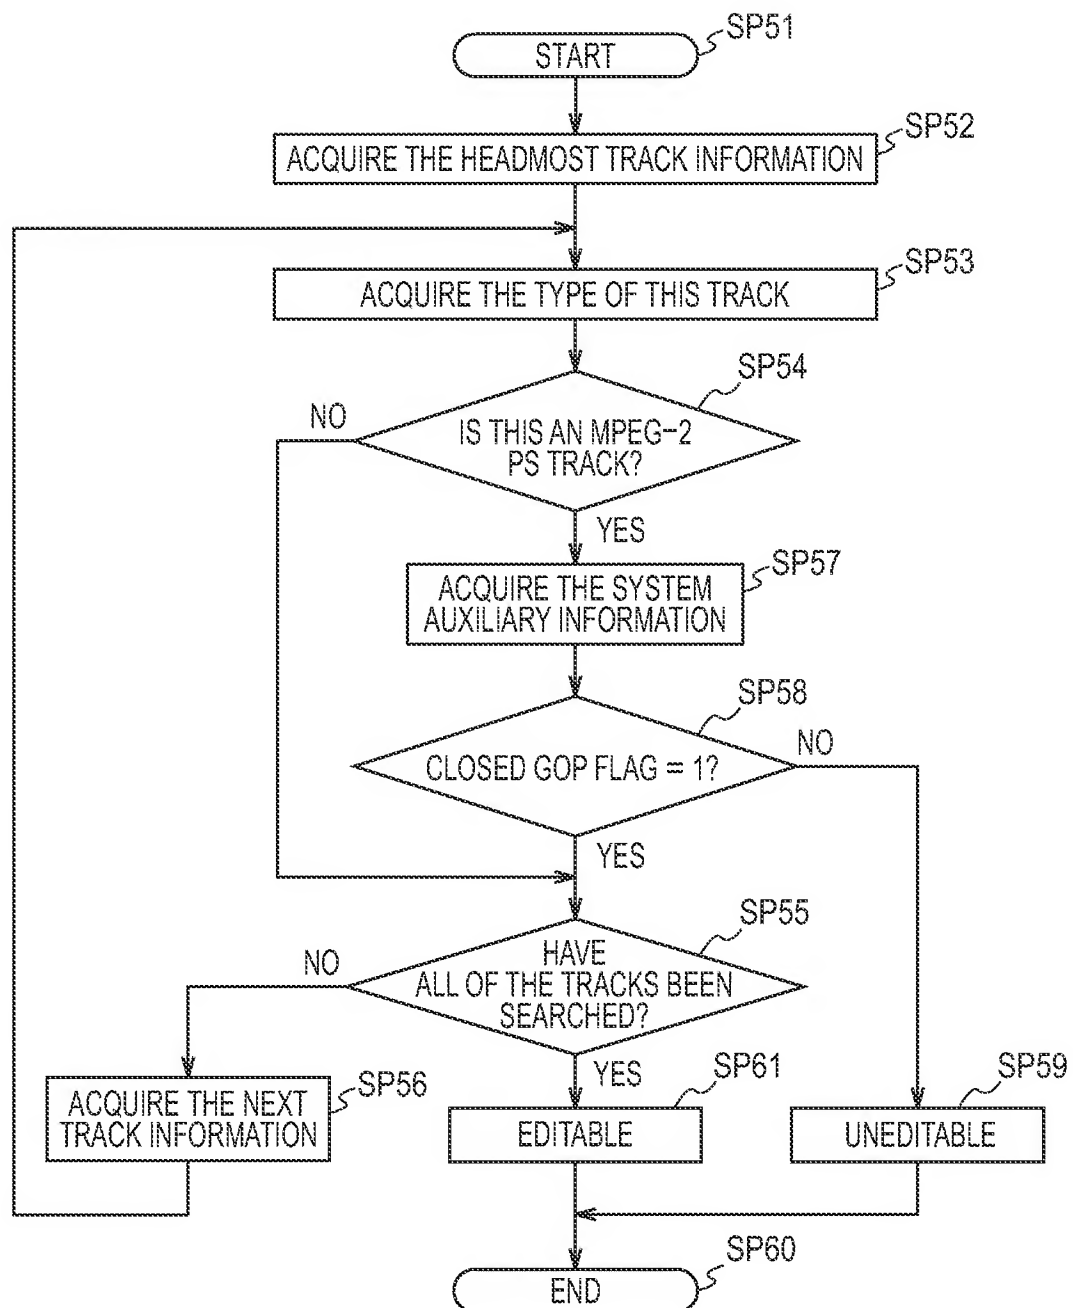 SP51
START
SP52
ACQUIRE THE HEADMOST TRACK INFORMATION
SP53
ACQUIRE THE TYPE OF THIS TRACK
SP54
NO
IS THIS AN MPEG-2
PS TRACK?
YES
SP57
ACQUIRE THE SYSTEM
AUXILIARY INFORMATION
SP58
NO
CLOSED GOP FLAG = 1?
YES
SP55
NO
HAVE
ALL OF THE TRACKS BEEN
SEARCHED?
YES
SP56
ACQUIRE THE NEXT
TRACK INFORMATION
SP61
EDITABLE
SP59
UNEDITABLE
SP60
END